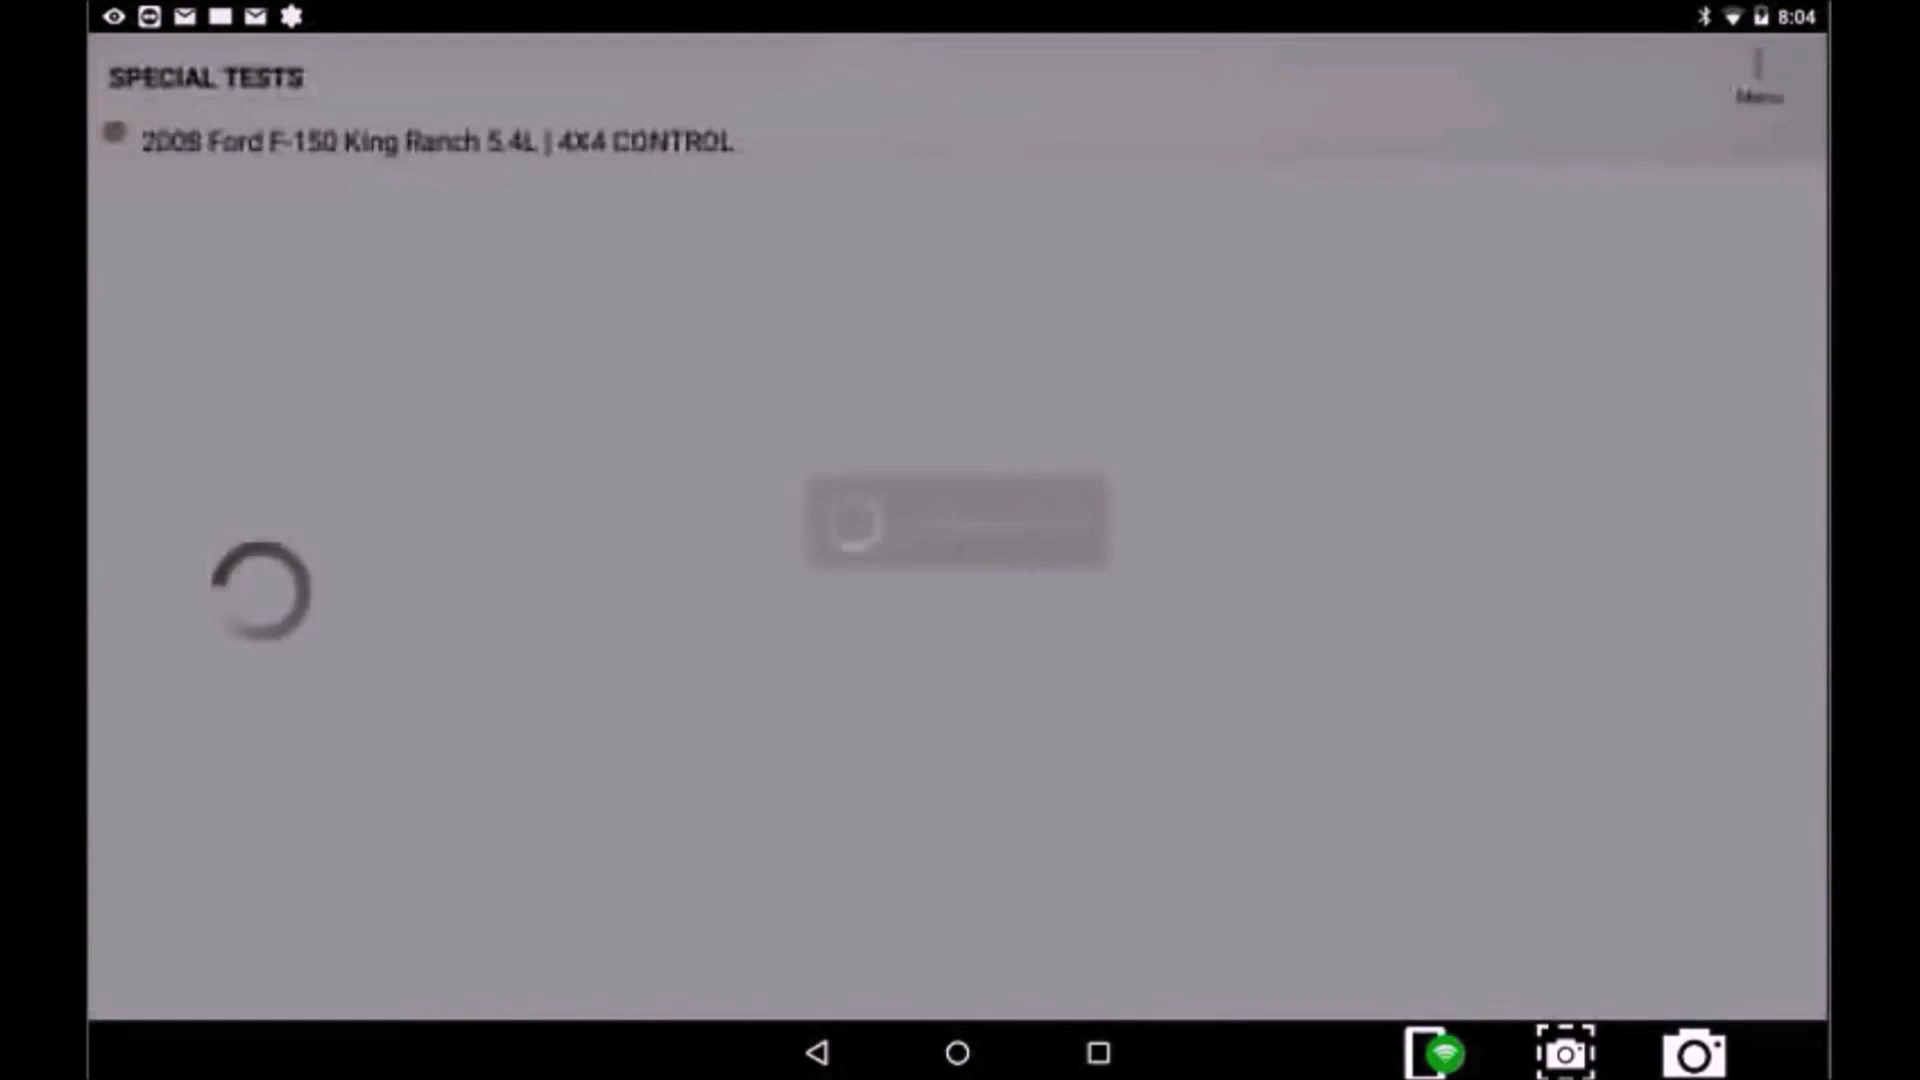 8:04
SPECIAL TESTS
Menu
2008 Ford F-150 King Ranch 5.4L | 4X4 CONTROL